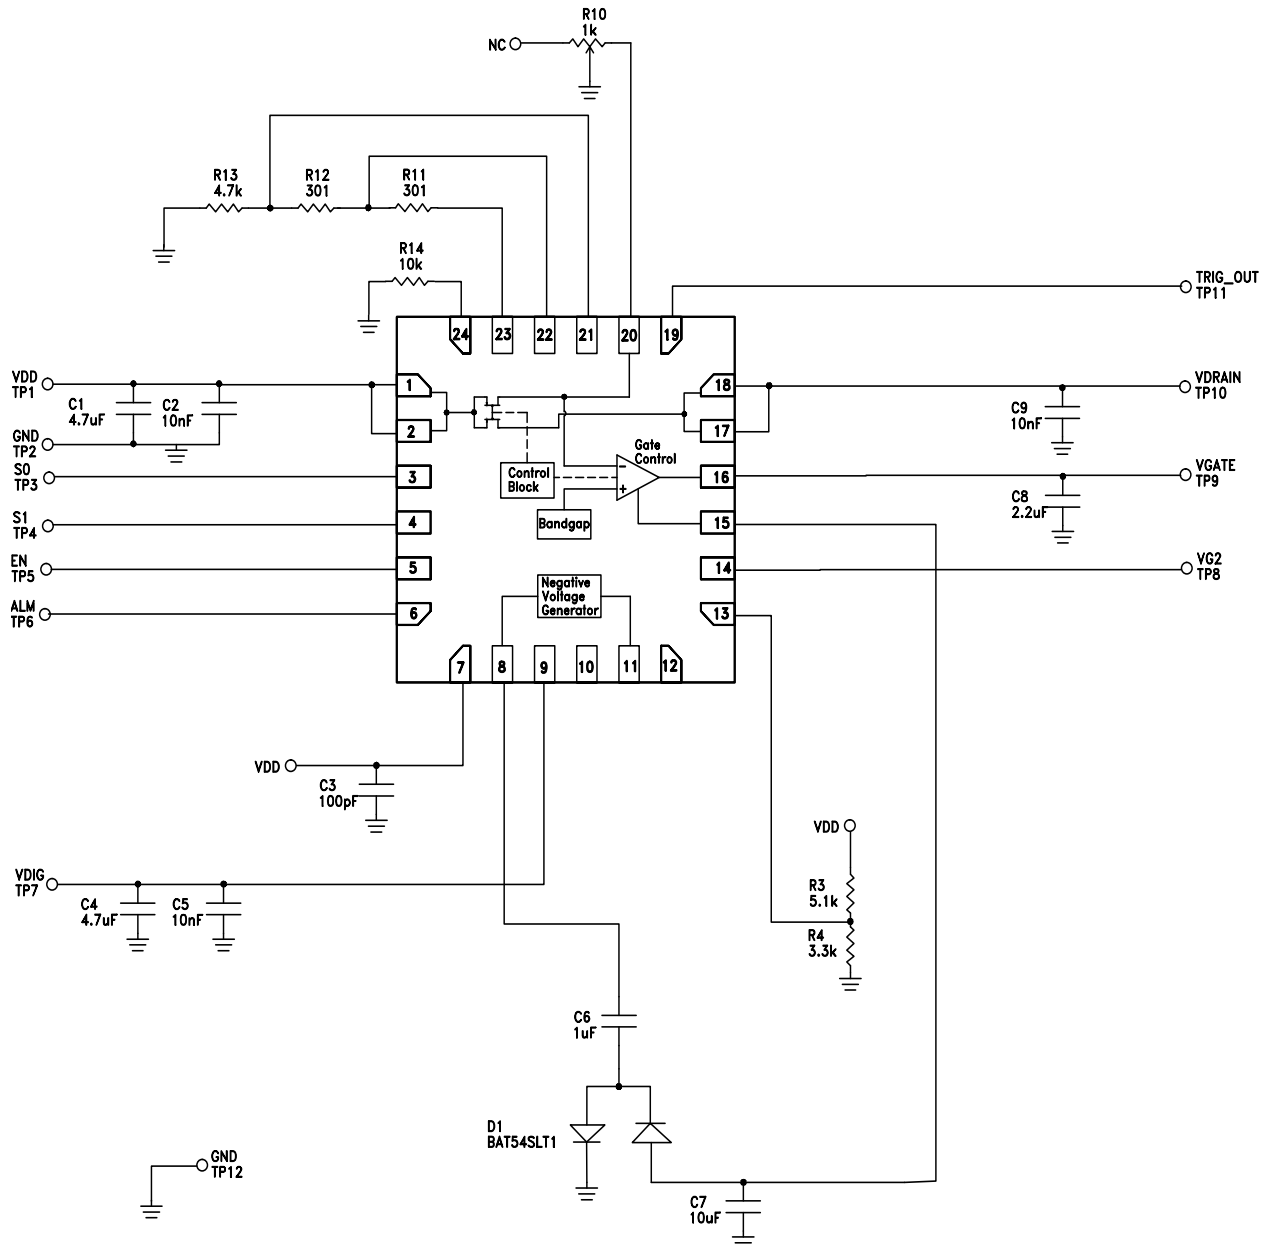 R10
1k
NC
R13
4.7k
R12
301
R11
301
R14
10k
TRIG_OUT
TP11
24
23
22
21
20
19
VDD
TP1
C1
4.7uF
C2
10nF
GND
TP2
S0
TP3
S1
TP4
EN
TP5
ALM
TP6
1
2
3
4
5
6
18
17
16
15
14
13
Gate
Control
−
+
Control
Block
Bandgap
Negative
Voltage
Generator
VDRAIN
TP10
C9
10nF
VGATE
TP9
C8
2.2uF
VG2
TP8
7
8
9
10
11
12
VDD
C3
100pF
VDD
R3
5.1k
R4
3.3k
VDIG
TP7
C4
4.7uF
C5
10nF
C6
1uF
D1
BAT54SLT1
GND
TP12
C7
10uF